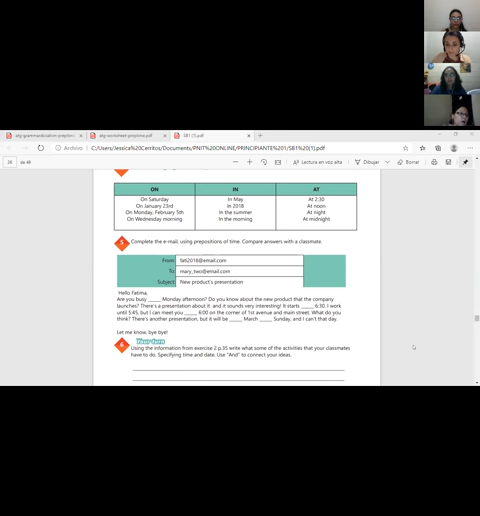 atg-worksheet-preptime.pdf
SB1 (1).pdf
Archivo | C:/Users/Jessica%20Cerritos/Documents/PNIT%20ONLINE/PRINCIPIANTE%201/SB1%20(1).pdf
de 46
Lectura en voz alta
Dibujar
Borrar
ON IN AT
On Saturday In May At 2:30
On January 23rd In 2018 At noon
On Monday, February 5th In the summer At night
On Wednesday morning In the morning At midnight
5 Complete the e-mail, using prepositions of time. Compare answers with a classmate.
From fati2018@email.com
To mary_two@email.com
Subject New product's presentation
Hello Fatima,
Are you busy _____ Monday afternoon? Do you know about the new product that the company
launches? There's a presentation about it and it sounds very interesting! It starts _____ 6:30. I work
until 5:45, but I can meet you _____ 6:00 on the corner of 1st avenue and main street. What do you
think? There's another presentation, but it will be _____ March _____ Sunday, and I can't that day.
Let me know, bye bye!
6 Your turn
Using the information from exercise 2 p.35 write what some of the activities that your classmates
have to do. Specifying time and date. Use "And" to connect your ideas.